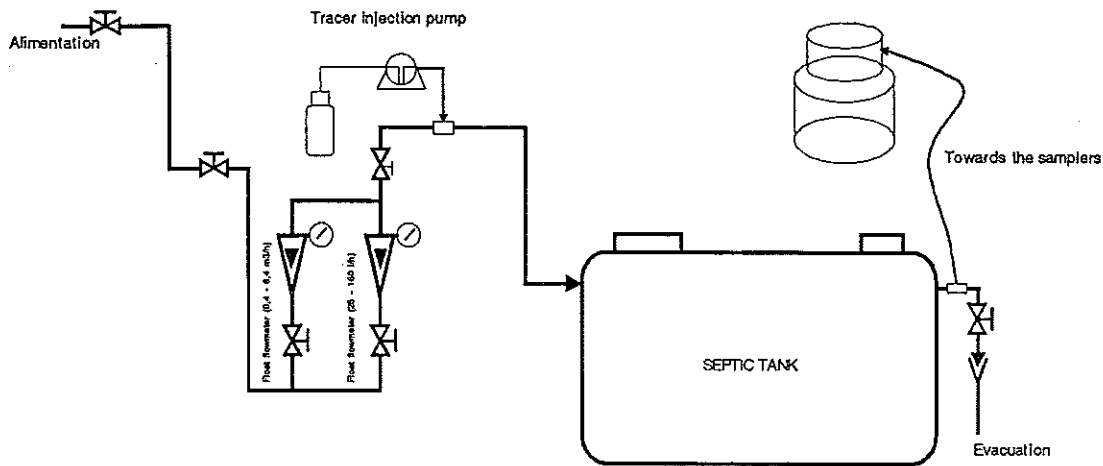 Tracer injection pump
Alimentation
Towards the samplers
Float flowmeter (0,4 - 6,4 m3/h)
Float flowmeter (25 - 160 l/h)
SEPTIC TANK
Evacuation